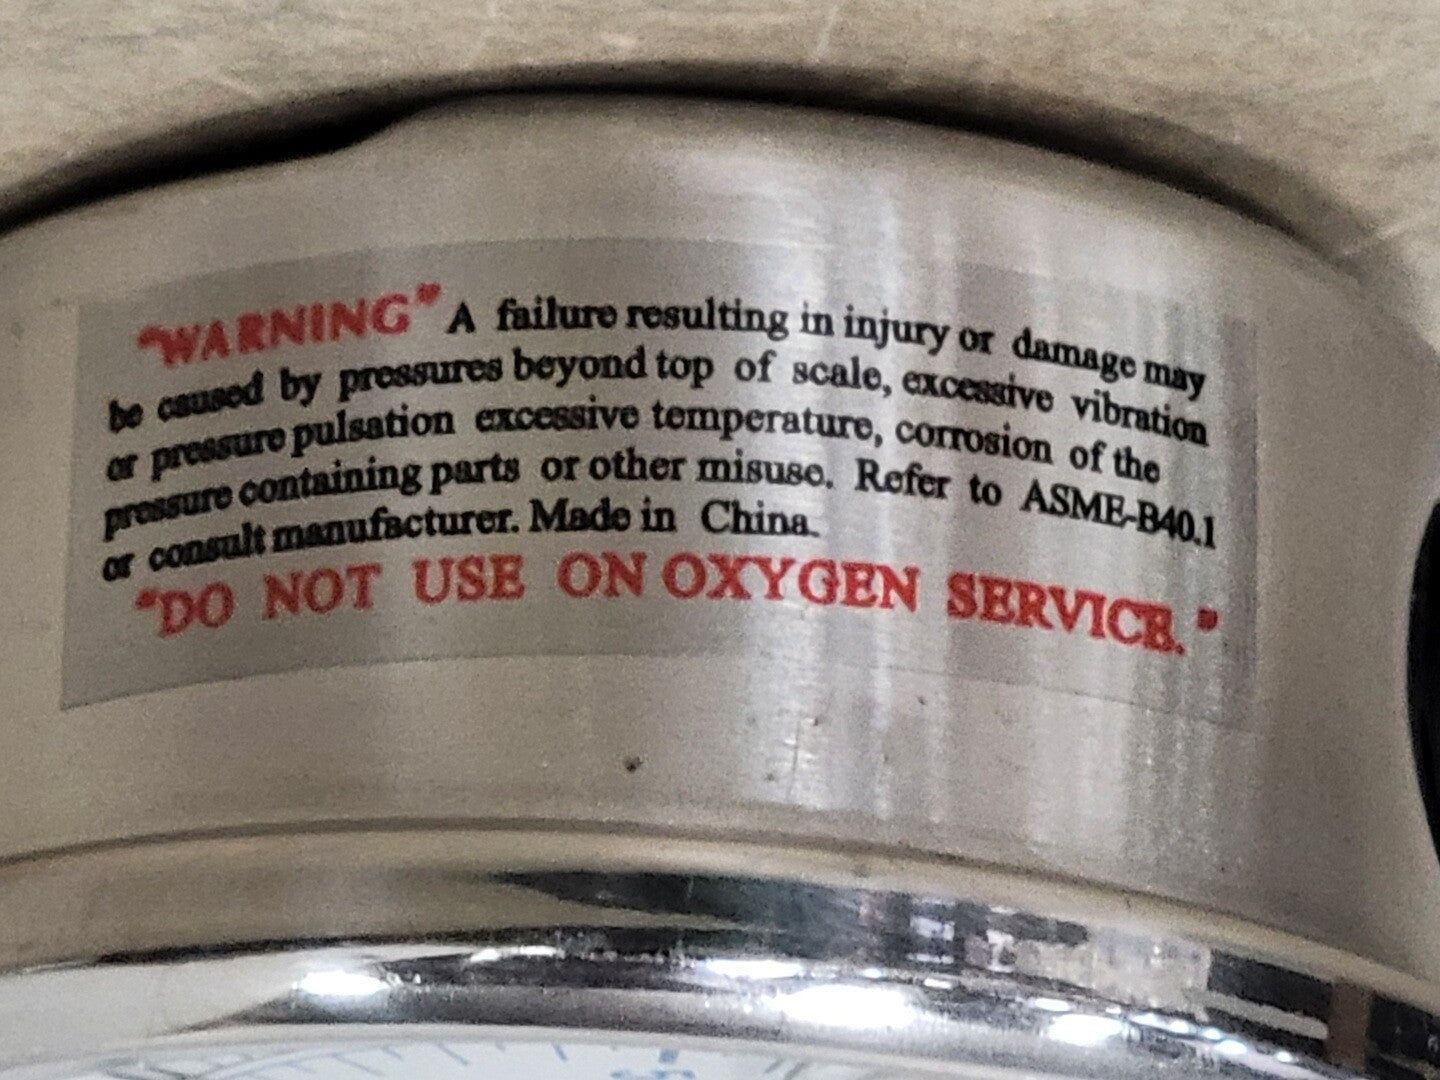 "WARNING" A failure resulting in injury or damage may
be caused by pressures beyond top of scale, excessive vibration
or pressure pulsation excessive temperature, corrosion of the
pressure containing parts or other misuse. Refer to ASME-B40.1
or consult manufacturer. Made in China.
"DO NOT USE ON OXYGEN SERVICE."